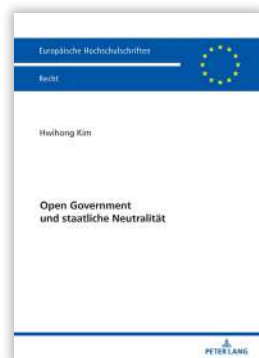 Europäische Hochschulschriften
Recht
Hwihong Kim
Open Government
und staatliche Neutralität
PETER LANG